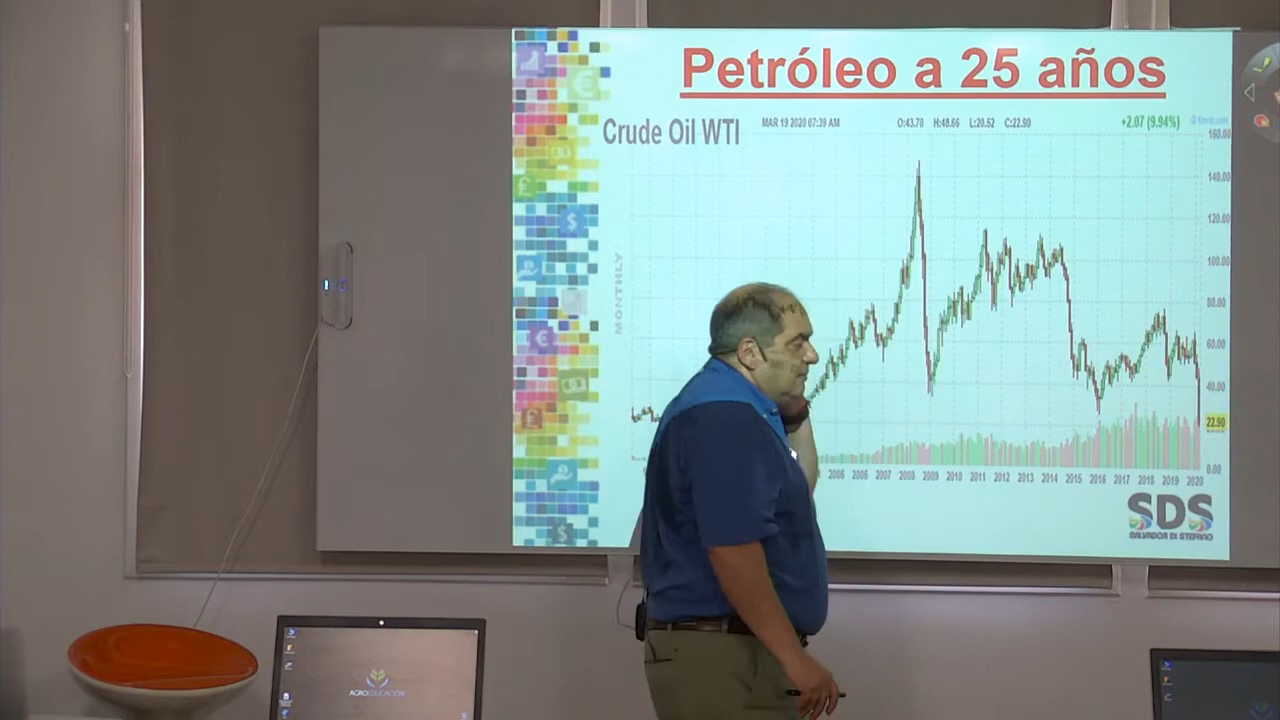 Petróleo a 25 años
Crude Oil WTI
MAR 19 2020 07:39 AM
O:43.70 H:48.66 L:20.52 C:22.90
+2.07 (9.94%)
160.00
140.00
120.00
100.00
80.00
60.00
40.00
22.90
0.00
MONTHLY
2006 2006 2007 2008 2009 2010 2011 2012 2013 2014 2015 2016 2017 2018 2019 2020
SDS
SALVADOR DI STEFANO
AGROEDUCACIÓN